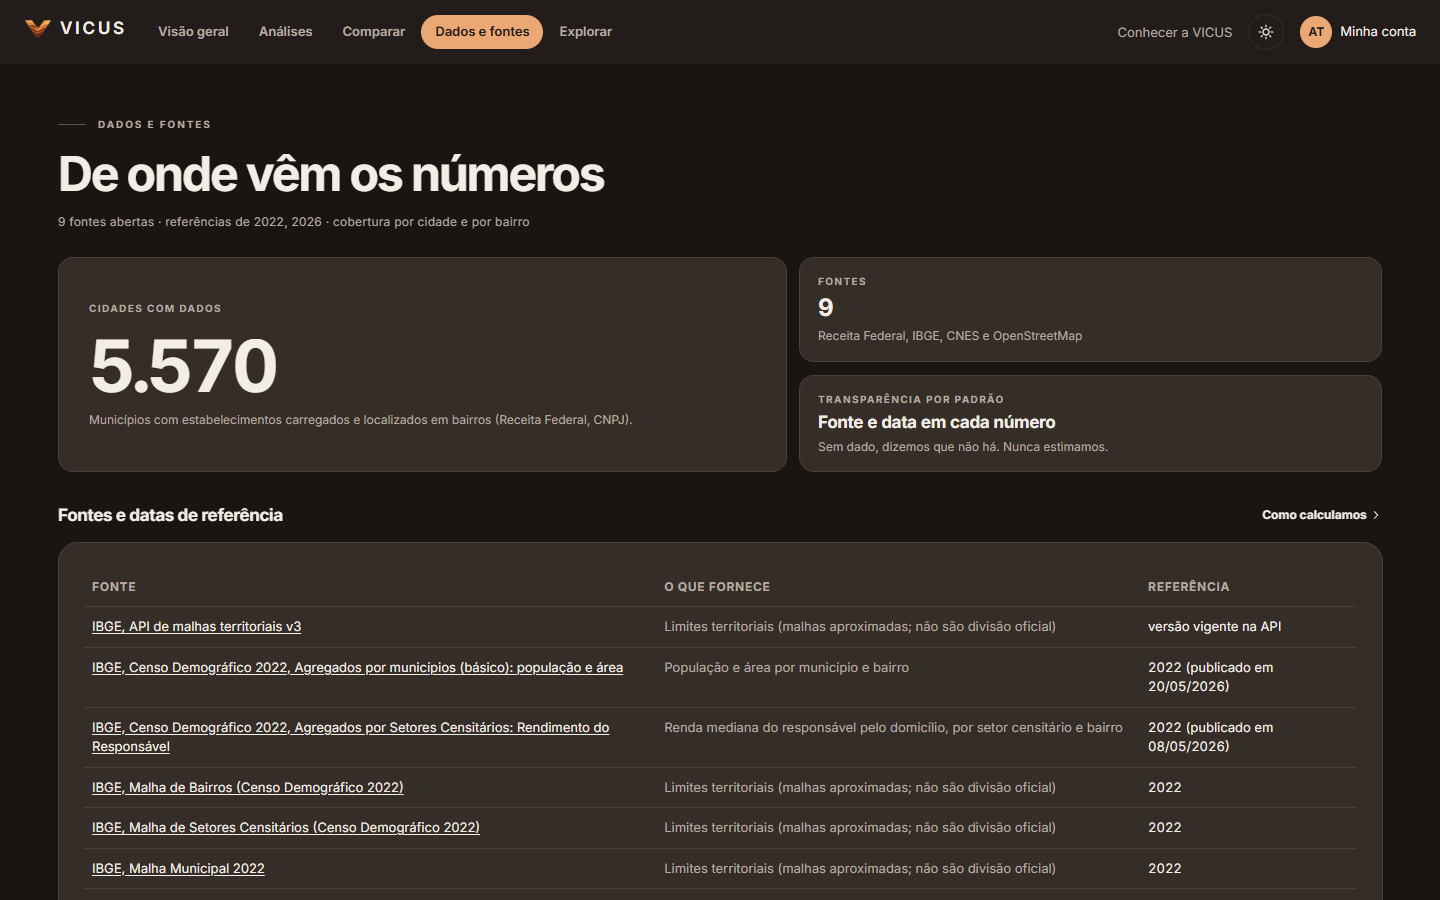 VICUS
Visão geral
Análises
Comparar
Dados e fontes
Explorar
Conhecer a VICUS
AT
Minha conta
DADOS E FONTES
De onde vêm os números
9 fontes abertas · referências de 2022, 2026 · cobertura por cidade e por bairro
CIDADES COM DADOS
5.570
Municípios com estabelecimentos carregados e localizados em bairros (Receita Federal, CNPJ).
FONTES
9
Receita Federal, IBGE, CNES e OpenStreetMap
TRANSPARÊNCIA POR PADRÃO
Fonte e data em cada número
Sem dado, dizemos que não há. Nunca estimamos.
Fontes e datas de referência
Como calculamos
FONTE
O QUE FORNECE
REFERÊNCIA
IBGE, API de malhas territoriais v3
Limites territoriais (malhas aproximadas; não são divisão oficial)
versão vigente na API
IBGE, Censo Demográfico 2022, Agregados por municípios (básico): população e área
População e área por município e bairro
2022 (publicado em
20/05/2026)
IBGE, Censo Demográfico 2022, Agregados por Setores Censitários: Rendimento do
Responsável
Renda mediana do responsável pelo domicílio, por setor censitário e bairro
2022 (publicado em
08/05/2026)
IBGE, Malha de Bairros (Censo Demográfico 2022)
Limites territoriais (malhas aproximadas; não são divisão oficial)
2022
IBGE, Malha de Setores Censitários (Censo Demográfico 2022)
Limites territoriais (malhas aproximadas; não são divisão oficial)
2022
IBGE, Malha Municipal 2022
Limites territoriais (malhas aproximadas; não são divisão oficial)
2022